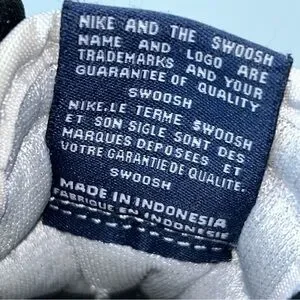 NIKE AND THE SWOOSH
NAME AND LOGO ARE
TRADEMARKS AND YOUR
GUARANTEE OF QUALITY
SWOOSH
NIKE.LE TERME SWOOSH
ET SON SIGLE SONT DES
MARQUES DEPOSEES ET
VOTRE GARANTIE DE QUALITE.
SWOOSH
MADE IN INDONESIA
FABRIQUE EN INDONESIE